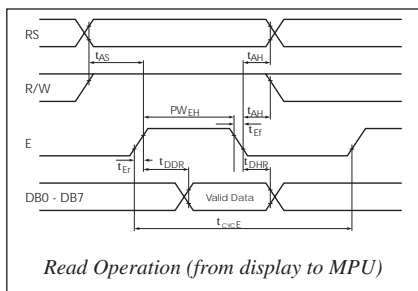 RS
tAS
tAH
R/W
PWEH
tAH
tEf
E
tEr
tDDR
tDHR
DB0 - DB7
Valid Data
tCYCE
Read Operation (from display to MPU)